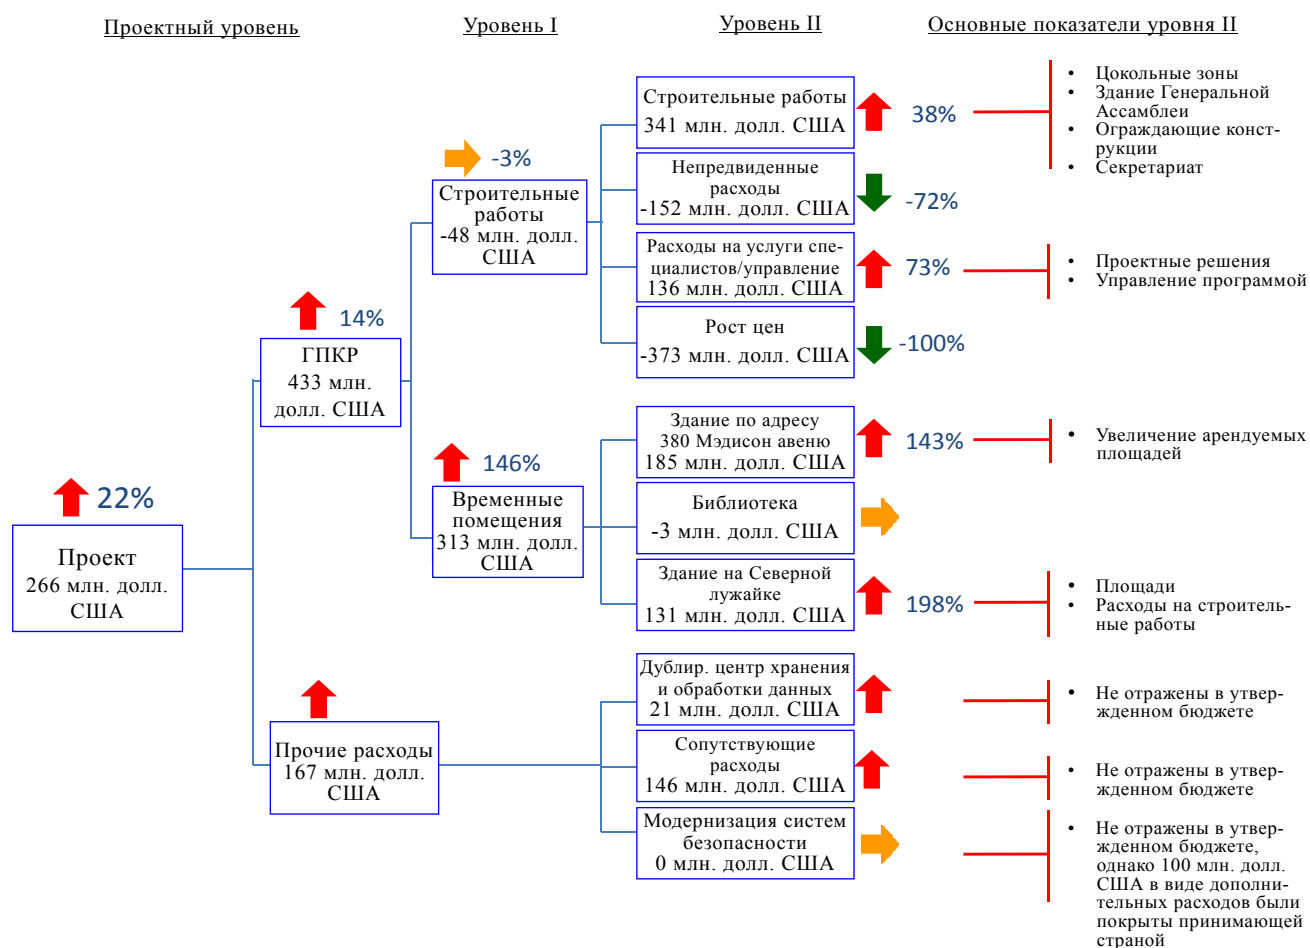 Проектный уровень
Уровень I
Уровень II
Основные показатели уровня II
22%
Проект
266 млн. долл.
США
14%
ГПКР
433 млн.
долл. США
Прочие расходы
167 млн. долл.
США
-3%
Строительные
работы
-48 млн. долл.
США
146%
Временные
помещения
313 млн. долл.
США
Строительные работы
341 млн. долл. США
38%
• Цокольные зоны
• Здание Генеральной
Ассамблеи
• Ограждающие конст-
рукции
• Секретариат
Непредвиденные
расходы
-152 млн. долл. США
-72%
Расходы на услуги спе-
циалистов/управление
136 млн. долл. США
73%
• Проектные решения
• Управление программой
Рост цен
-373 млн. долл. США
-100%
Здание по адресу
380 Мэдисон авеню
185 млн. долл. США
143%
• Увеличение арендуемых
площадей
Библиотека
-3 млн. долл. США
Здание на Северной
лужайке
131 млн. долл. США
198%
• Площади
• Расходы на строитель-
ные работы
Дублир. центр хранения
и обработки данных
21 млн. долл. США
• Не отражены в утвер-
жденном бюджете
Сопутствующие
расходы
146 млн. долл. США
• Не отражены в утвер-
жденном бюджете
Модернизация систем
безопасности
0 млн. долл. США
• Не отражены в утвер-
жденном бюджете,
однако 100 млн. долл.
США в виде дополни-
тельных расходов были
покрыты принимающей
страной